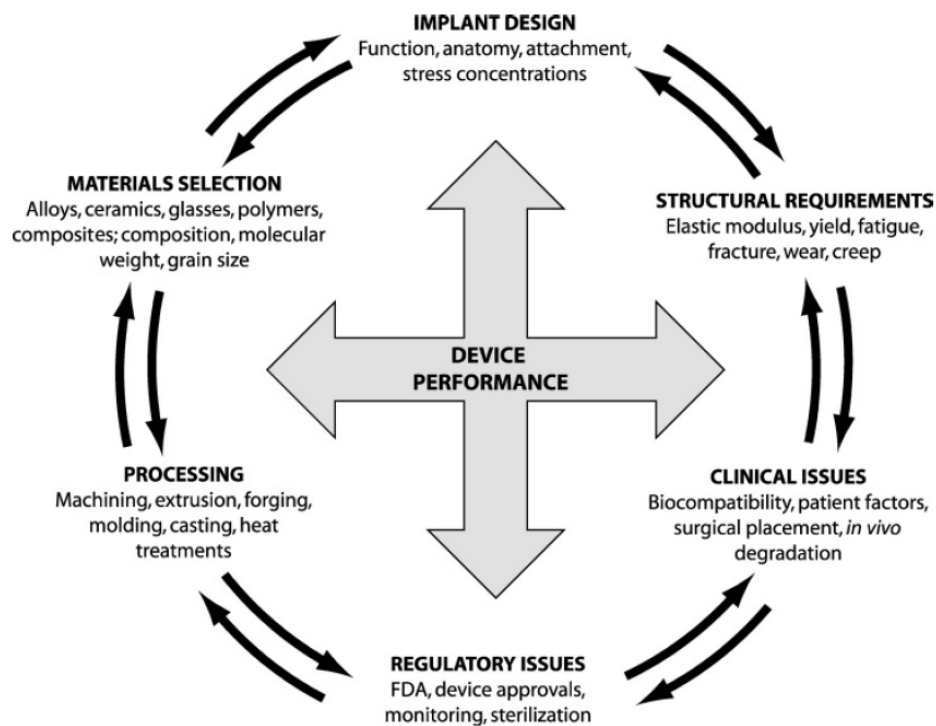 IMPLANT DESIGN
Function, anatomy, attachment,
stress concentrations
MATERIALS SELECTION
Alloys, ceramics, glasses, polymers,
composites; composition, molecular
weight, grain size
STRUCTURAL REQUIREMENTS
Elastic modulus, yield, fatigue,
fracture, wear, creep
DEVICE
PERFORMANCE
PROCESSING
Machining, extrusion, forging,
molding, casting, heat
treatments
CLINICAL ISSUES
Biocompatibility, patient factors,
surgical placement, in vivo
degradation
REGULATORY ISSUES
FDA, device approvals,
monitoring, sterilization